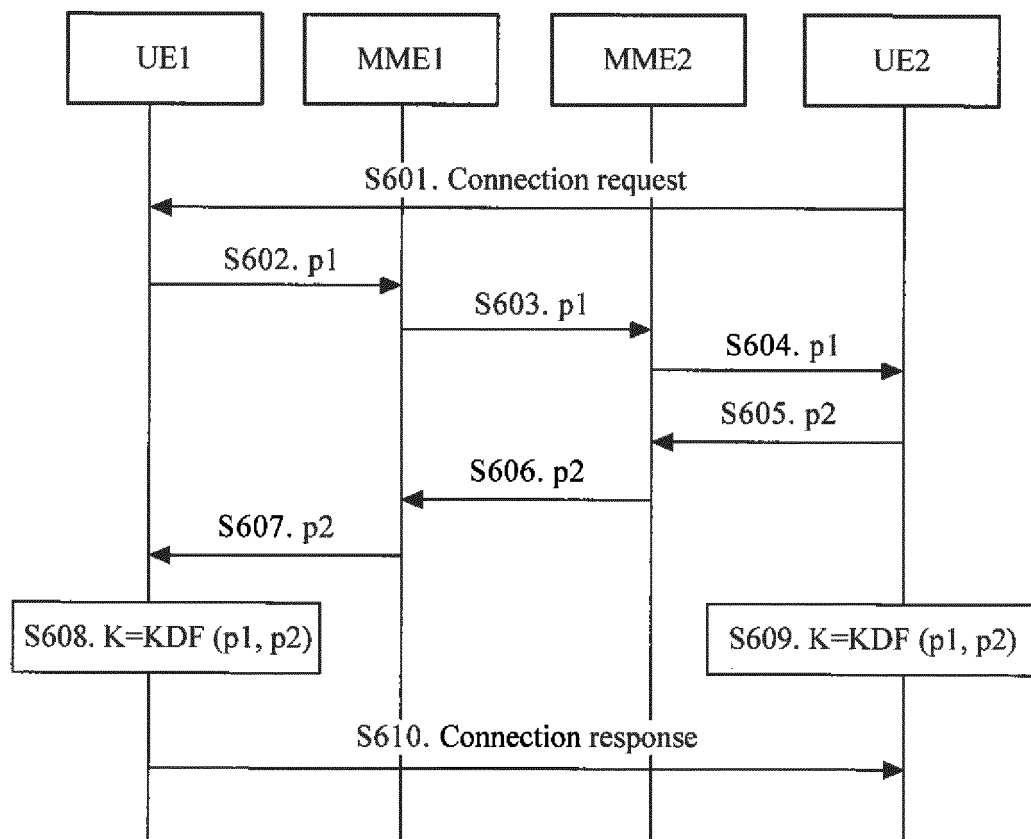 UE1
MME1
MME2
UE2
S601. Connection request
S602. p1
S603. p1
S604. p1
S605. p2
S606. p2
S607. p2
S608. K=KDF (p1, p2)
S609. K=KDF (p1, p2)
S610. Connection response